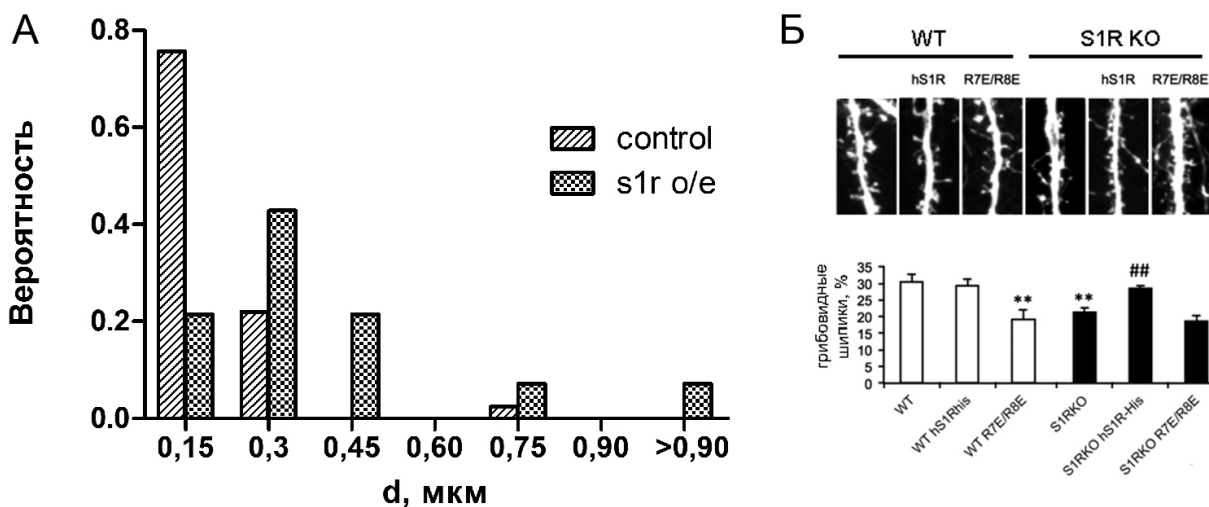 А
0.8
0.6
0.4
0.2
0.0
Вероятность
control
s1r o/e
0,15 0,3 0,45 0,60 0,75 0,90 >0,90
d, мкм
Б
WT S1R KO
hS1R R7E/R8E hS1R R7E/R8E
35
30
25
20
15
10
5
0
грибовидные
шипики, %
** ** ##
WT
WT hS1Rhis
WT R7E/R8E
S1RKO
S1RKO hS1R-His
S1RKO R7E/R8E